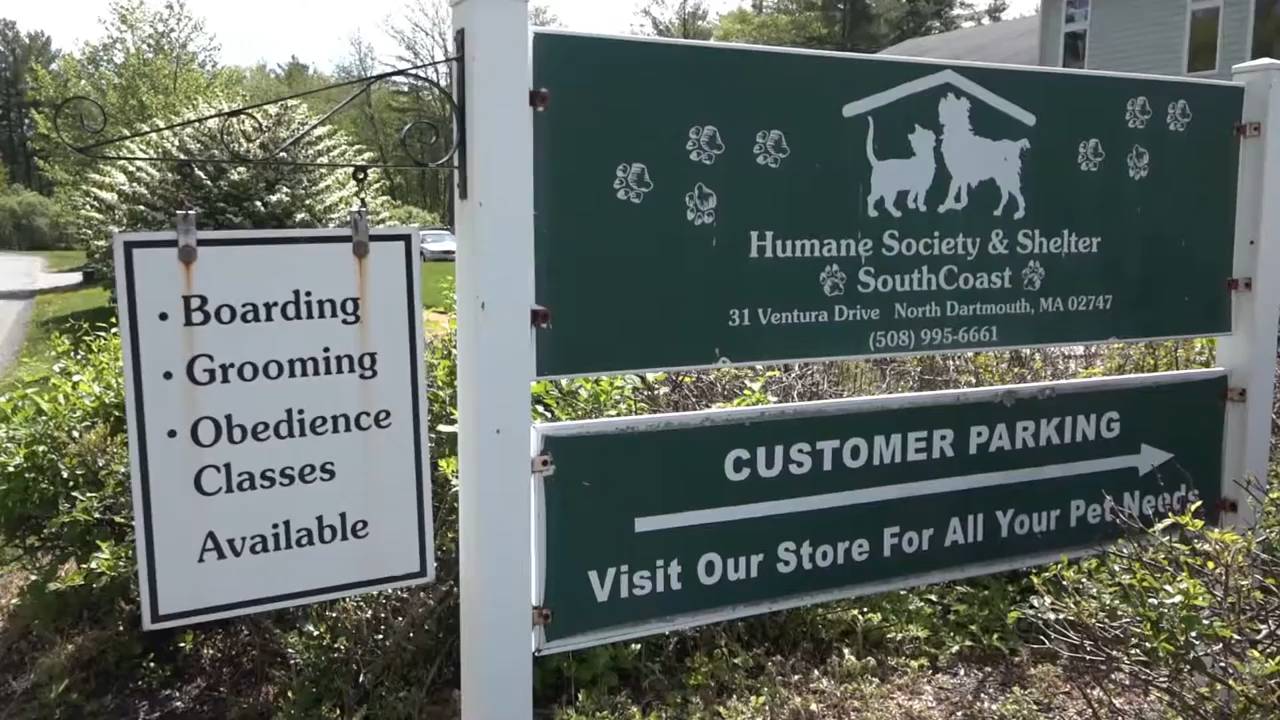 • Boarding
• Grooming
• Obedience
Classes
Available
Humane Society & Shelter
SouthCoast
31 Ventura Drive North Dartmouth, MA 02747
(508) 995-6661
CUSTOMER PARKING
Visit Our Store For All Your Pet Needs